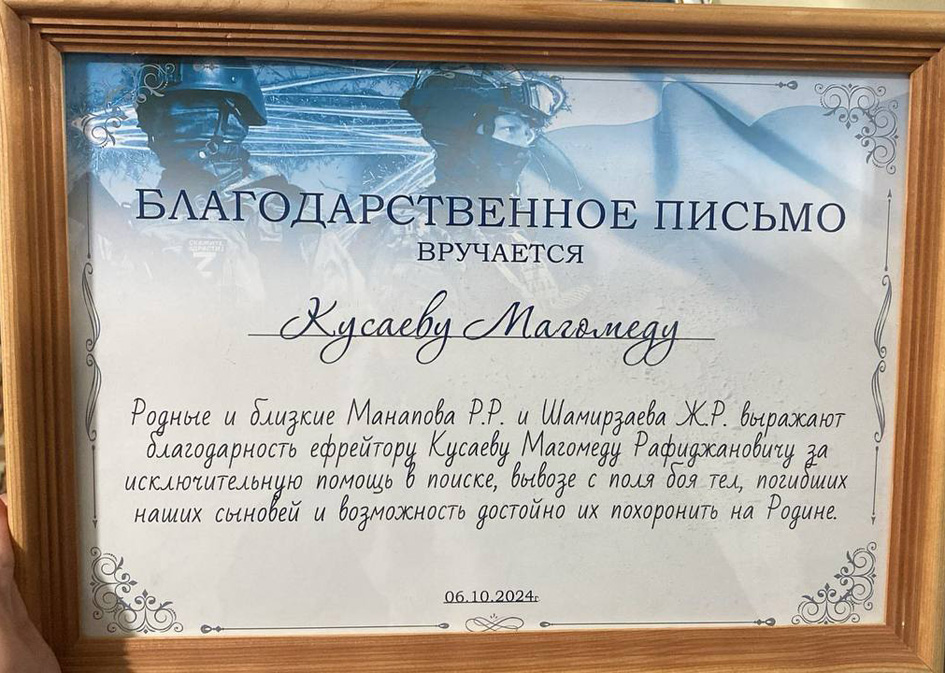 БЛАГОДАРСТВЕННОЕ ПИСЬМО
ВРУЧАЕТСЯ
Кусаеву Магомеду
Родные и близкие Манапова Р.Р. и Шамирзаева Ж.Р. выражают
благодарность ефрейтору Кусаеву Магомеду Рафиджановичу за
исключительную помощь в поиске, вывозе с поля боя тел, погибших
наших сыновей и возможность достойно их похоронить на Родине.
06.10.2024г.